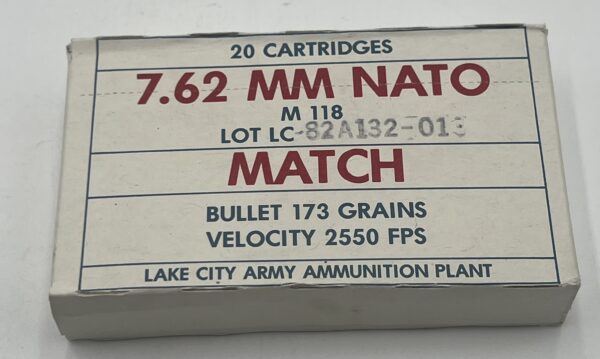 20 CARTRIDGES
7.62 MM NATO
M 118
LOT LC-82A132-013
MATCH
BULLET 173 GRAINS
VELOCITY 2550 FPS
LAKE CITY ARMY AMMUNITION PLANT